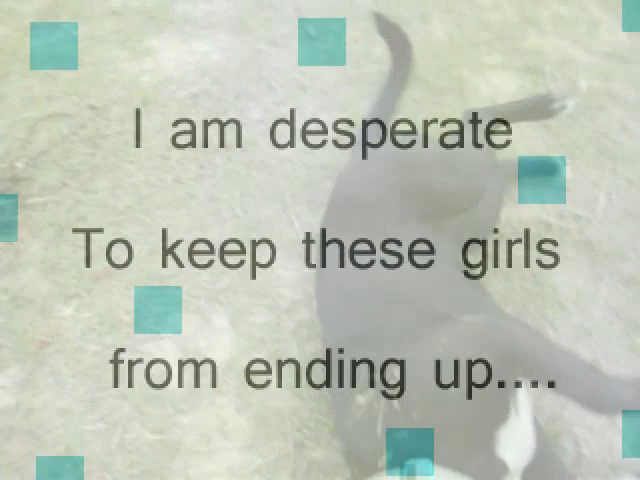 I am desperate
To keep these girls
from ending up....